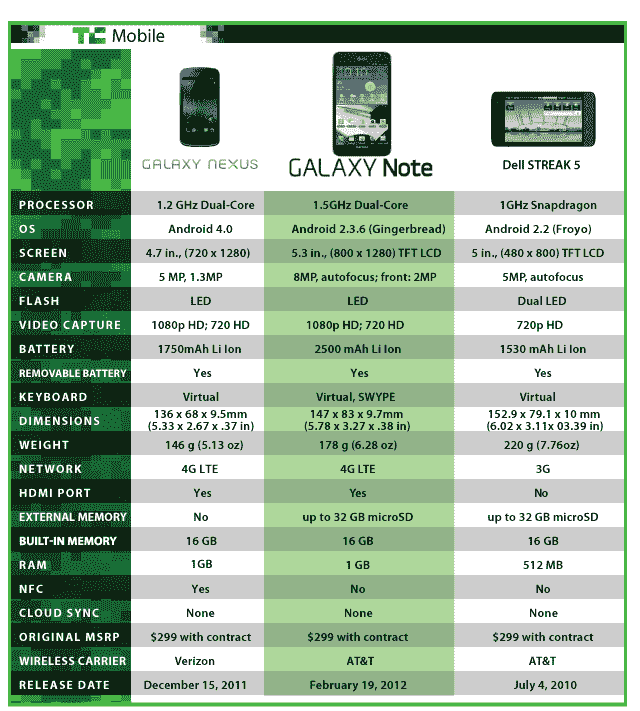 TC Mobile
GALAXY NEXUS GALAXY Note Dell STREAK 5
PROCESSOR 1.2 GHz Dual-Core 1.5GHz Dual-Core 1GHz Snapdragon
OS Android 4.0 Android 2.3.6 (Gingerbread) Android 2.2 (Froyo)
SCREEN 4.7 in., (720 x 1280) 5.3 in., (800 x 1280) TFT LCD 5 in., (480 x 800) TFT LCD
CAMERA 5 MP, 1.3MP 8MP, autofocus; front: 2MP 5MP, autofocus
FLASH LED LED Dual LED
VIDEO CAPTURE 1080p HD; 720 HD 1080p HD; 720 HD 720p HD
BATTERY 1750mAh Li Ion 2500 mAh Li Ion 1530 mAh Li Ion
REMOVABLE BATTERY Yes Yes Yes
KEYBOARD Virtual Virtual, SWYPE Virtual
DIMENSIONS 136 x 68 x 9.5mm 147 x 83 x 9.7mm 152.9 x 79.1 x 10 mm
(5.33 x 2.67 x .37 in) (5.78 x 3.27 x .38 in) (6.02 x 3.11x 03.39 in)
WEIGHT 146 g (5.13 oz) 178 g (6.28 oz) 220 g (7.76oz)
NETWORK 4G LTE 4G LTE 3G
HDMI PORT Yes Yes No
EXTERNAL MEMORY No up to 32 GB microSD up to 32 GB microSD
BUILT-IN MEMORY 16 GB 16 GB 16 GB
RAM 1GB 1 GB 512 MB
NFC Yes No No
CLOUD SYNC None None None
ORIGINAL MSRP $299 with contract $299 with contract $299 with contract
WIRELESS CARRIER Verizon AT&T AT&T
RELEASE DATE December 15, 2011 February 19, 2012 July 4, 2010